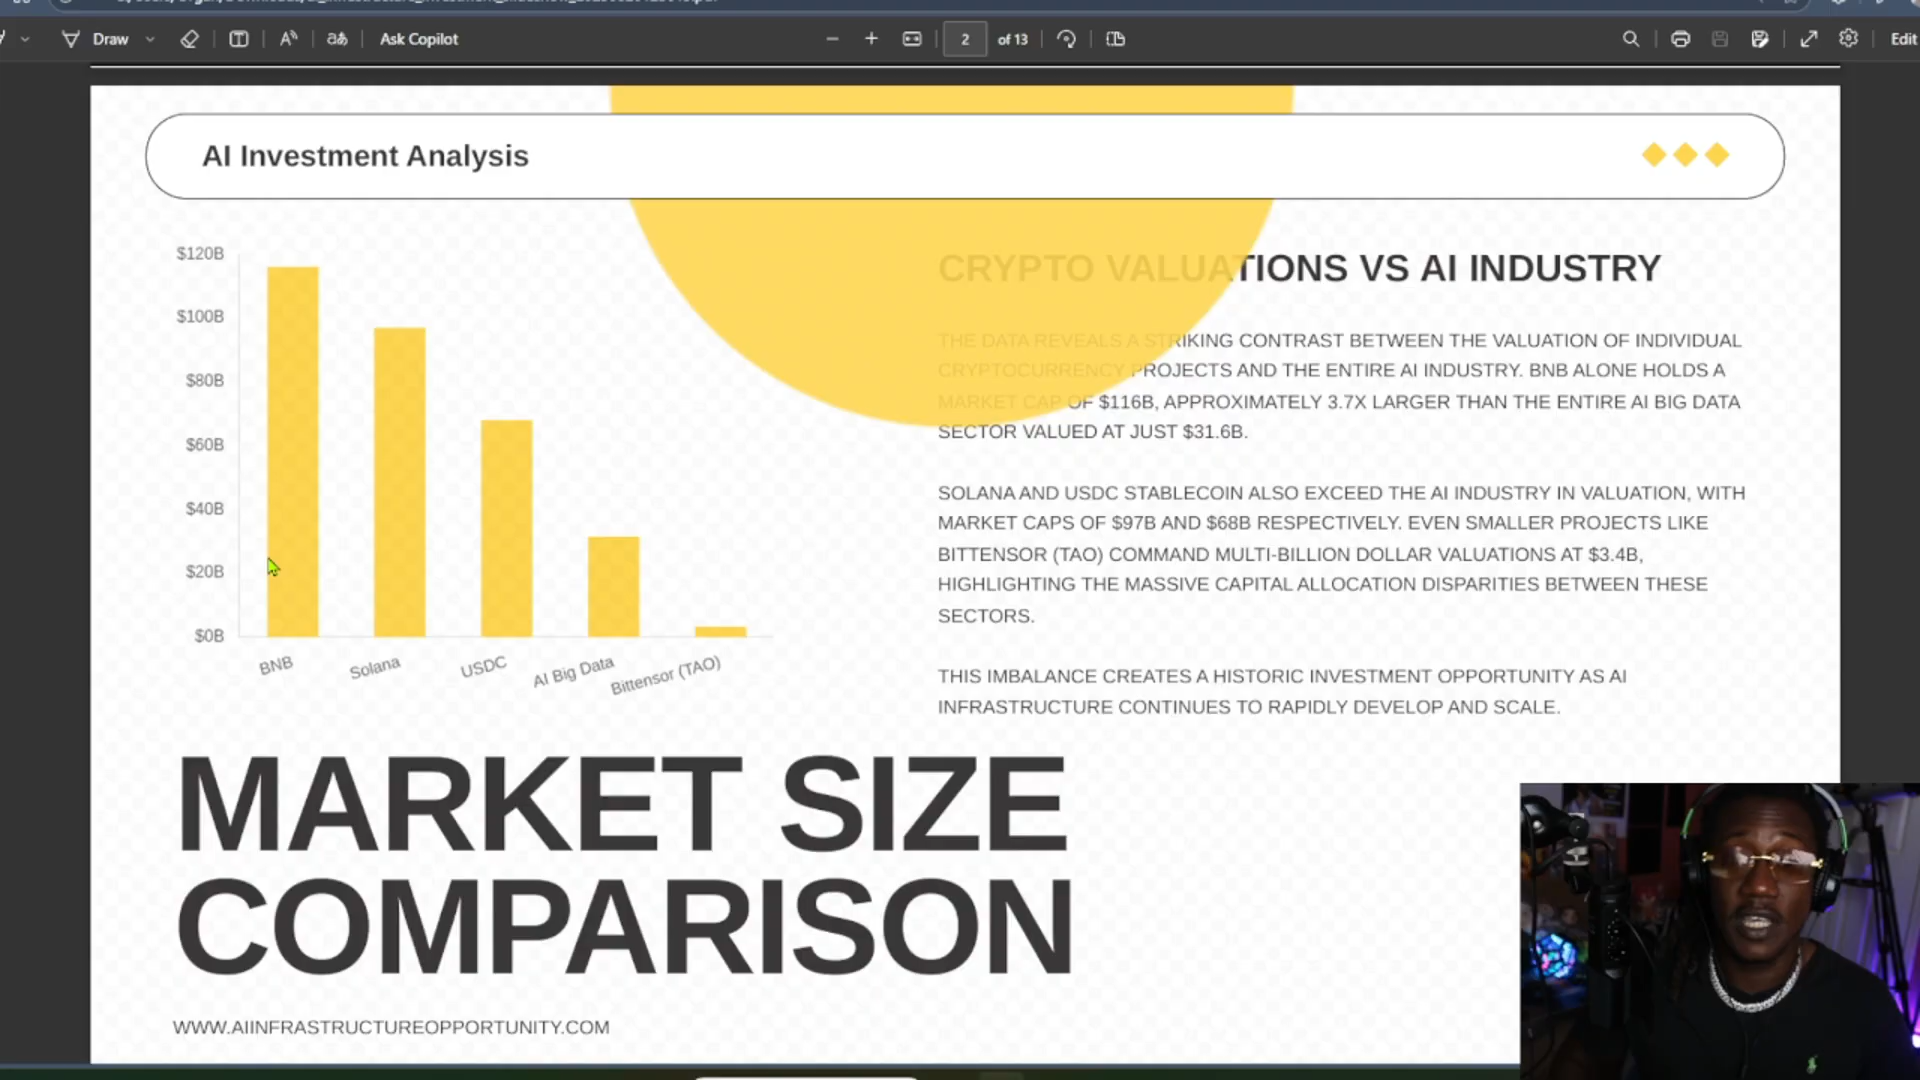 Draw
Ask Copilot
2 of 13
Edit
AI Investment Analysis
$120B
$100B
$80B
$60B
$40B
$20B
$0B
BNB
Solana
USDC
AI Big Data
Bittensor (TAO)
CRYPTO VALUATIONS VS AI INDUSTRY
THE DATA REVEALS A STRIKING CONTRAST BETWEEN THE VALUATION OF INDIVIDUAL
CRYPTOCURRENCY PROJECTS AND THE ENTIRE AI INDUSTRY. BNB ALONE HOLDS A
MARKET CAP OF $116B, APPROXIMATELY 3.7X LARGER THAN THE ENTIRE AI BIG DATA
SECTOR VALUED AT JUST $31.6B.
SOLANA AND USDC STABLECOIN ALSO EXCEED THE AI INDUSTRY IN VALUATION, WITH
MARKET CAPS OF $97B AND $68B RESPECTIVELY. EVEN SMALLER PROJECTS LIKE
BITTENSOR (TAO) COMMAND MULTI-BILLION DOLLAR VALUATIONS AT $3.4B,
HIGHLIGHTING THE MASSIVE CAPITAL ALLOCATION DISPARITIES BETWEEN THESE
SECTORS.
THIS IMBALANCE CREATES A HISTORIC INVESTMENT OPPORTUNITY AS AI
INFRASTRUCTURE CONTINUES TO RAPIDLY DEVELOP AND SCALE.
MARKET SIZE
COMPARISON
WWW.AIINFRASTRUCTUREOPPORTUNITY.COM